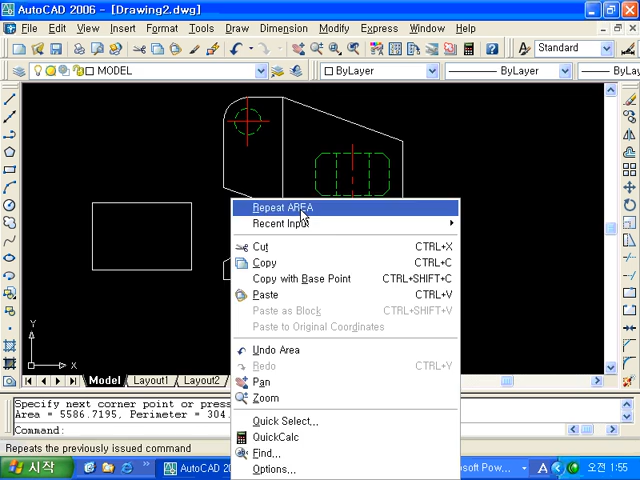 AutoCAD 2006 - [Drawing2.dwg]
File Edit View Insert Format Tools Draw Dimension Modify Express Window Help
Standard
MODEL
ByLayer
ByLayer
ByLay
Repeat AREA
Recent Input
Cut CTRL+X
Copy CTRL+C
Copy with Base Point CTRL+SHIFT+C
Paste CTRL+V
Paste as Block CTRL+SHIFT+V
Paste to Original Coordinates
Undo Area
Redo CTRL+Y
Pan
Zoom
Quick Select...
QuickCalc
Find...
Options...
Y
X
Model Layout1 Layout2
Specify next corner point or press
Area = 5586.7195, Perimeter = 304.
Command:
Repeats the previously issued command
시작
AutoCAD 20
soft Pow...
A
오전 1:55